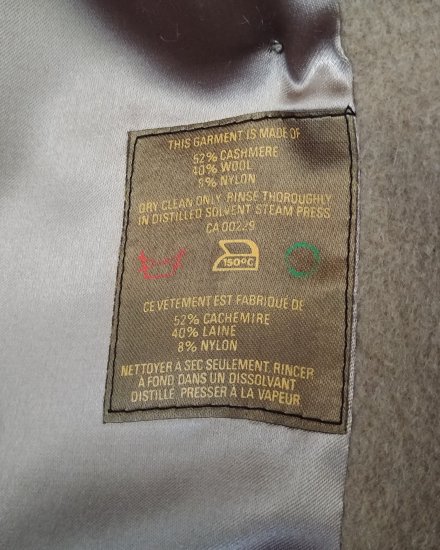 THIS GARMENT IS MADE OF
52% CASHMERE
40% WOOL
8% NYLON
DRY CLEAN ONLY. RINSE THOROUGHLY
IN DISTILLED SOLVENT. STEAM PRESS
CA 00229
150°C
CE VETEMENT EST FABRIQUE DE
52% CACHEMIRE
40% LAINE
8% NYLON
NETTOYER À SEC SEULEMENT. RINCER
À FOND DANS UN DISSOLVANT
DISTILLÉ. PRESSER À LA VAPEUR